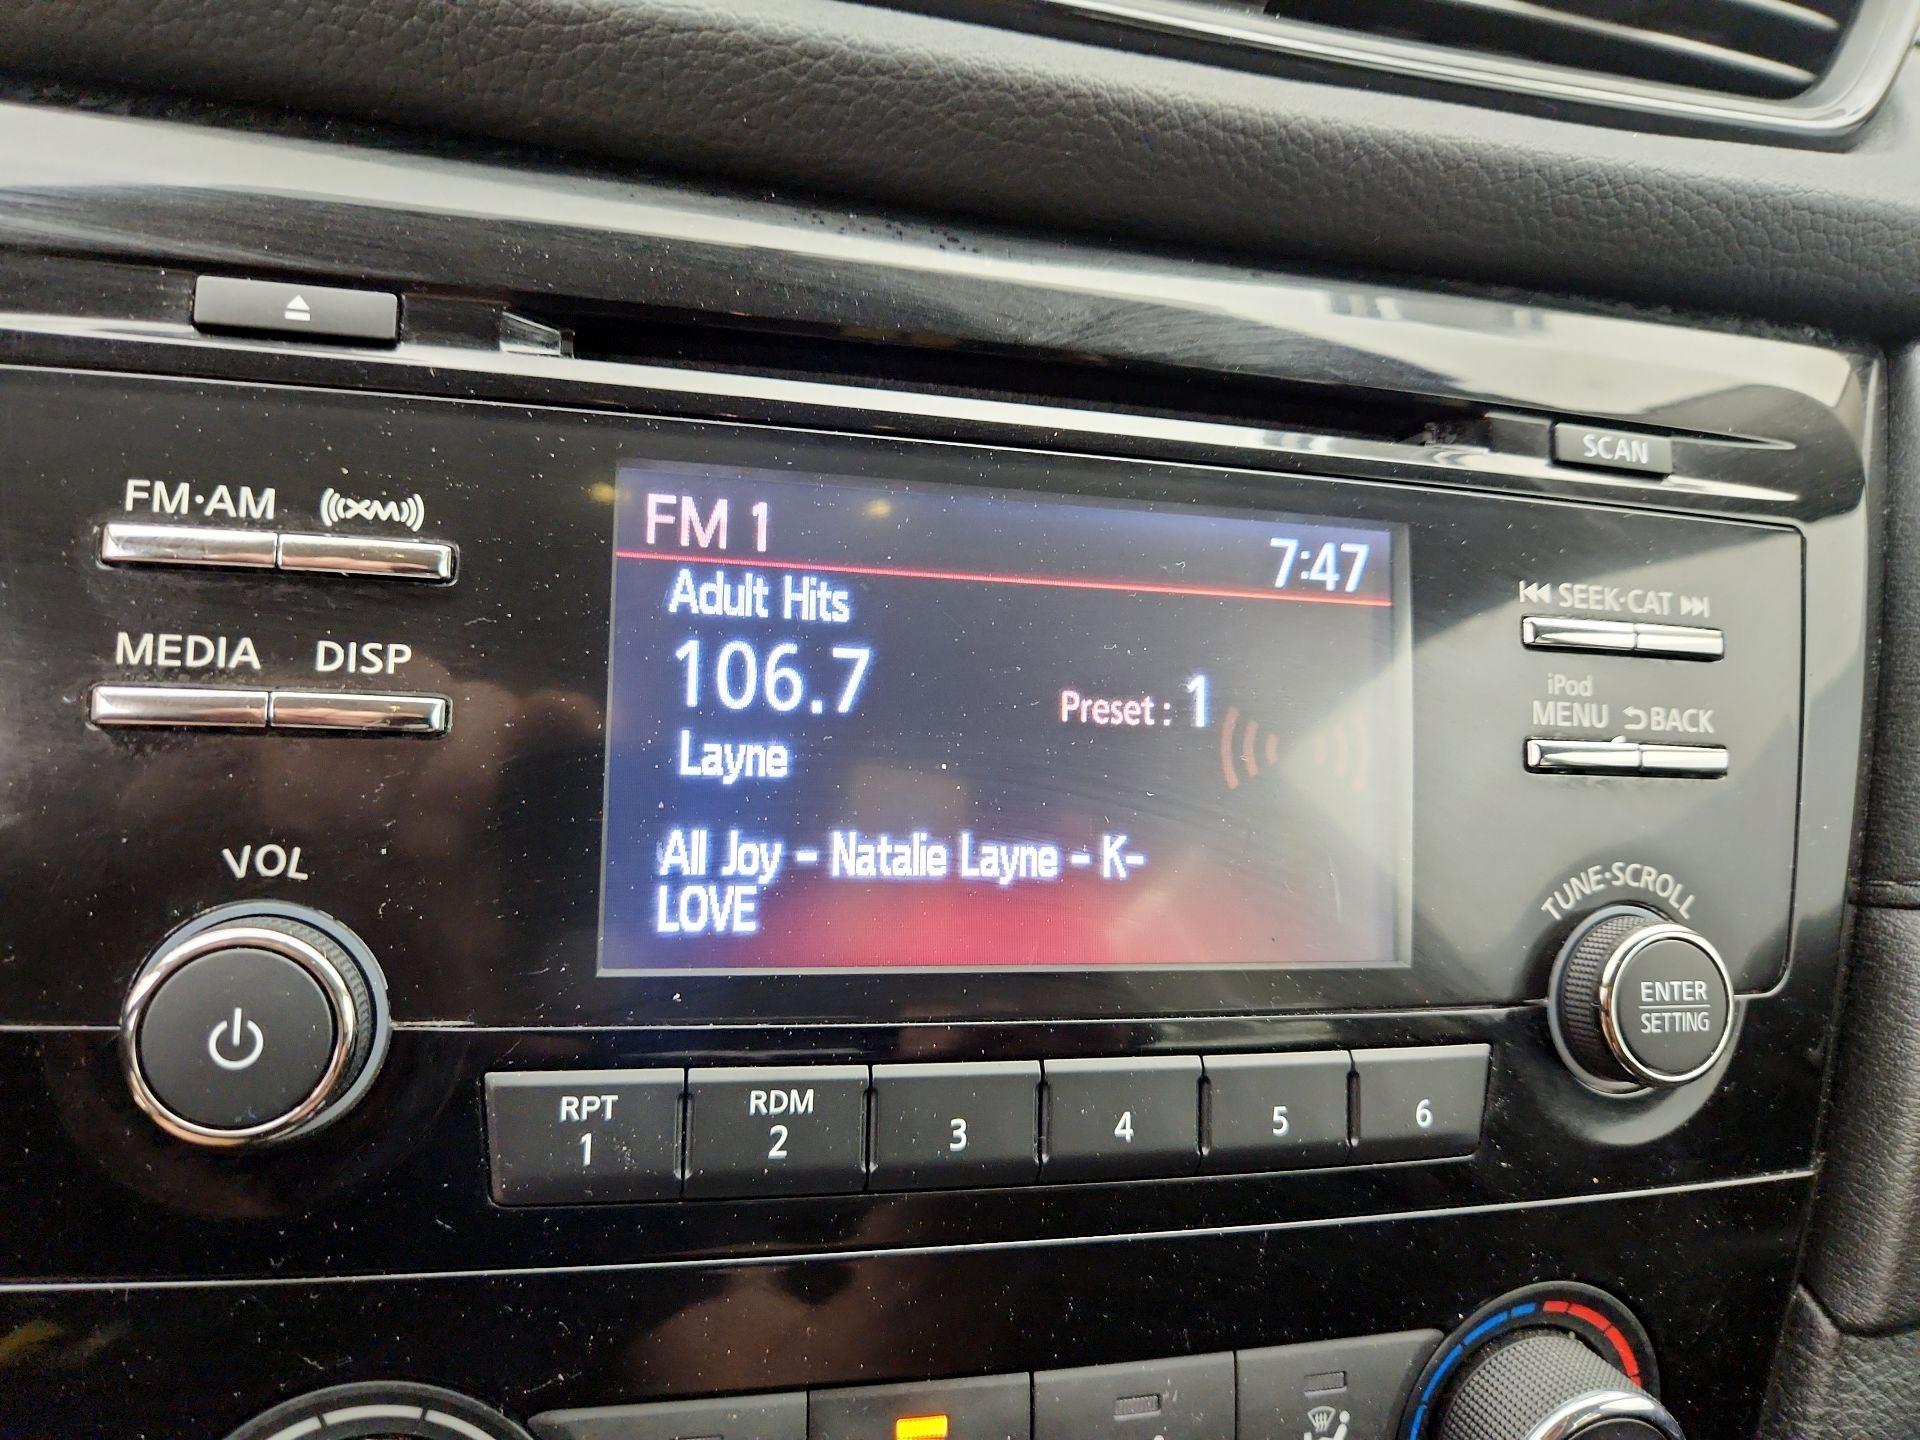 SCAN
FM·AM
((XM))
FM 1
7:47
Adult Hits
SEEK·CAT
MEDIA
DISP
106.7
Preset : 1
iPod
MENU
BACK
Layne
All Joy - Natalie Layne - K-
LOVE
VOL
TUNE·SCROLL
ENTER
SETTING
RPT
1
RDM
2
3
4
5
6